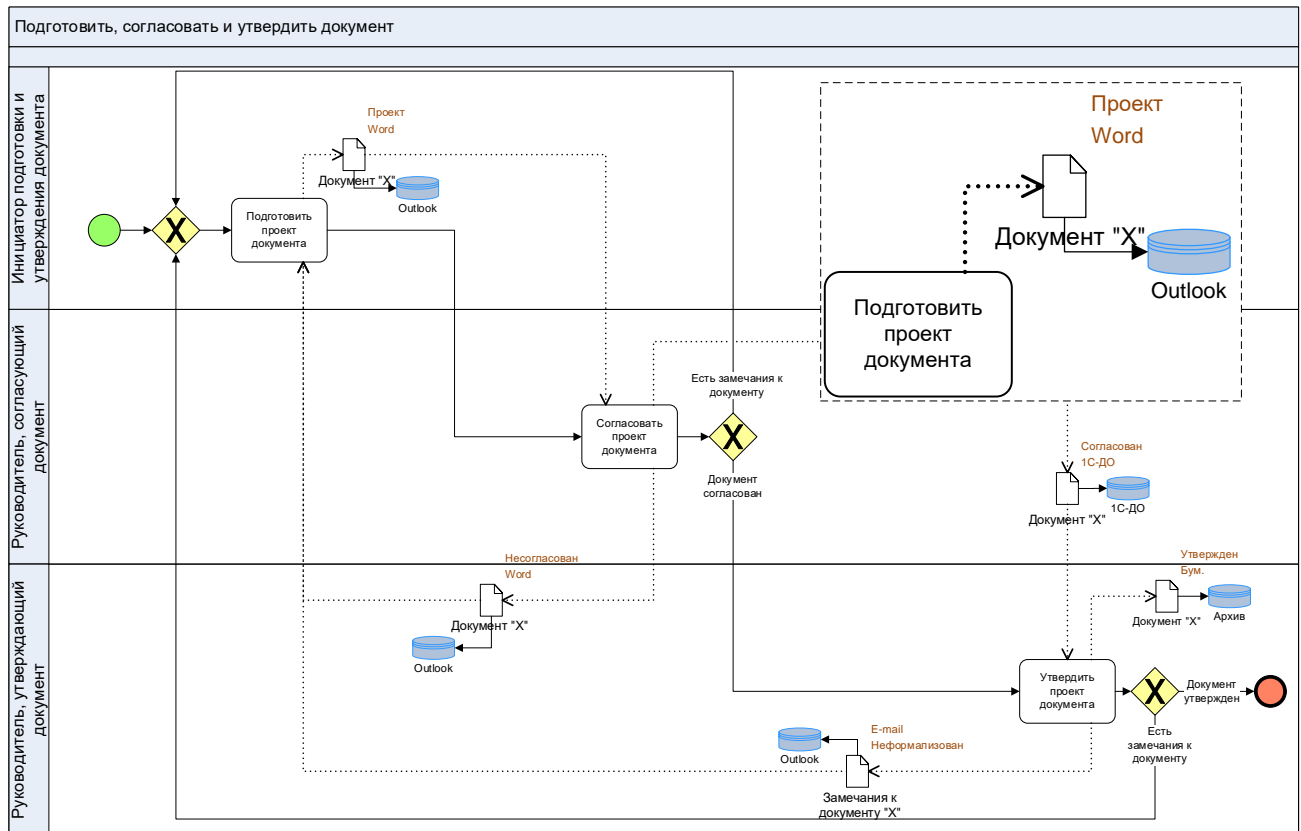 Подготовить, согласовать и утвердить документ
Инициатор подготовки и
утверждения документа
Проект
Word
Документ "X"
Outlook
Подготовить
проект
документа
Проект
Word
Документ "X"
Outlook
Подготовить
проект
документа
Руководитель, согласующий
документ
Есть замечания к
документу
Согласовать
проект
документа
X
X
Документ
согласован
Согласован
1С-ДО
Документ "X"
1С-ДО
Руководитель, утверждающий
документ
Несогласован
Word
Документ "X"
Outlook
Утвержден
Бум.
Документ "X"
Архив
Утвердить
проект
документа
X
Документ
утвержден
Есть
замечания к
документу
E-mail
Неформализован
Outlook
Замечания к
документу "X"